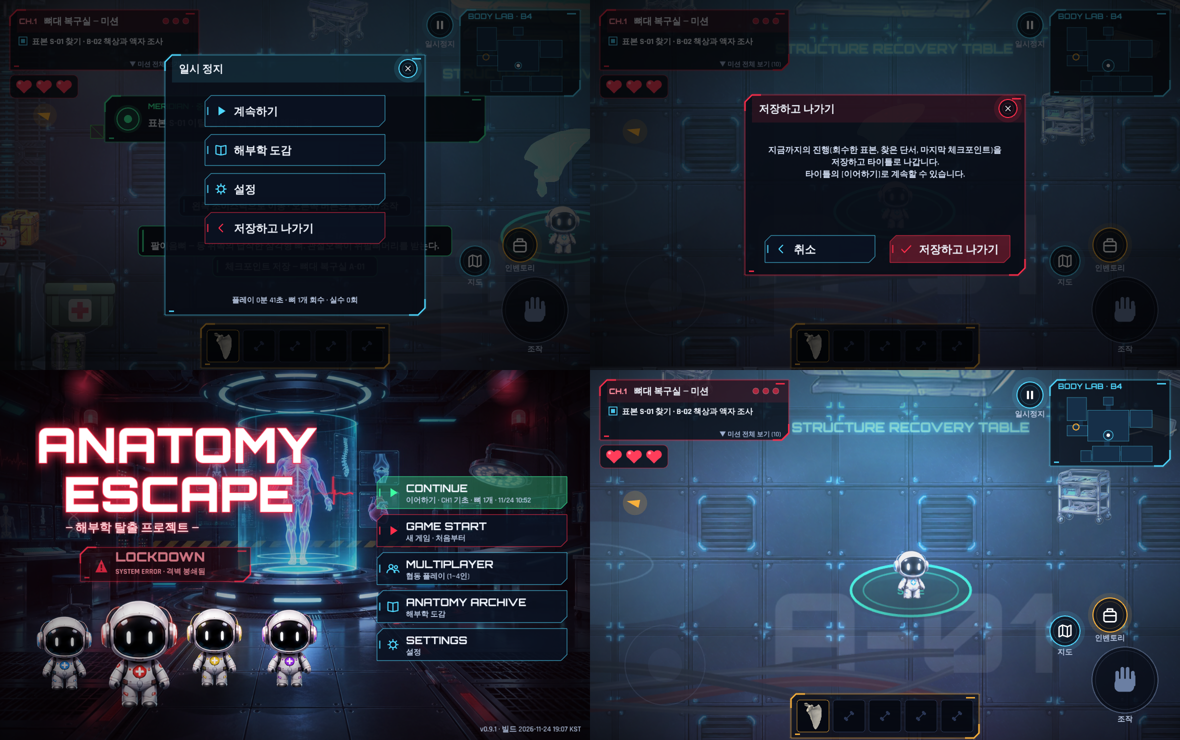 CH.1 뼈대 복구실 – 미션
표본 S-01 찾기 · B-02 책상과 액자 조사
▼ 미션 전체
일시정지
BODY LAB · B4
일시 정지
계속하기
해부학 도감
설정
저장하고 나가기
플레이 0분 41초 · 뼈 1개 회수 · 실수 0회
지도
인벤토리
조작
CH.1 뼈대 복구실 – 미션
표본 S-01 찾기 · B-02 책상과 액자 조사
▼ 미션 전체 보기 (10)
STRUCTURE RECOVERY TABLE
일시정지
BODY LAB · B4
저장하고 나가기
지금까지의 진행(회수한 표본, 찾은 단서, 마지막 체크포인트)을
저장하고 타이틀로 나갑니다.
타이틀의 [이어하기]로 계속할 수 있습니다.
취소
저장하고 나가기
지도
인벤토리
조작
ANATOMY
ESCAPE
– 해부학 탈출 프로젝트 –
LOCKDOWN
SYSTEM ERROR · 격벽 봉쇄됨
CONTINUE
이어하기 · CH1 기초 · 뼈 1개 · 11/24 10:52
GAME START
새 게임 · 처음부터
MULTIPLAYER
협동 플레이 (1-4인)
ANATOMY ARCHIVE
해부학 도감
SETTINGS
설정
v0.9.1 · 빌드 2026-11-24 19:07 KST
CH.1 뼈대 복구실 – 미션
표본 S-01 찾기 · B-02 책상과 액자 조사
▼ 미션 전체 보기 (10)
STRUCTURE RECOVERY TABLE
일시정지
BODY LAB · B4
A-01
지도
인벤토리
조작